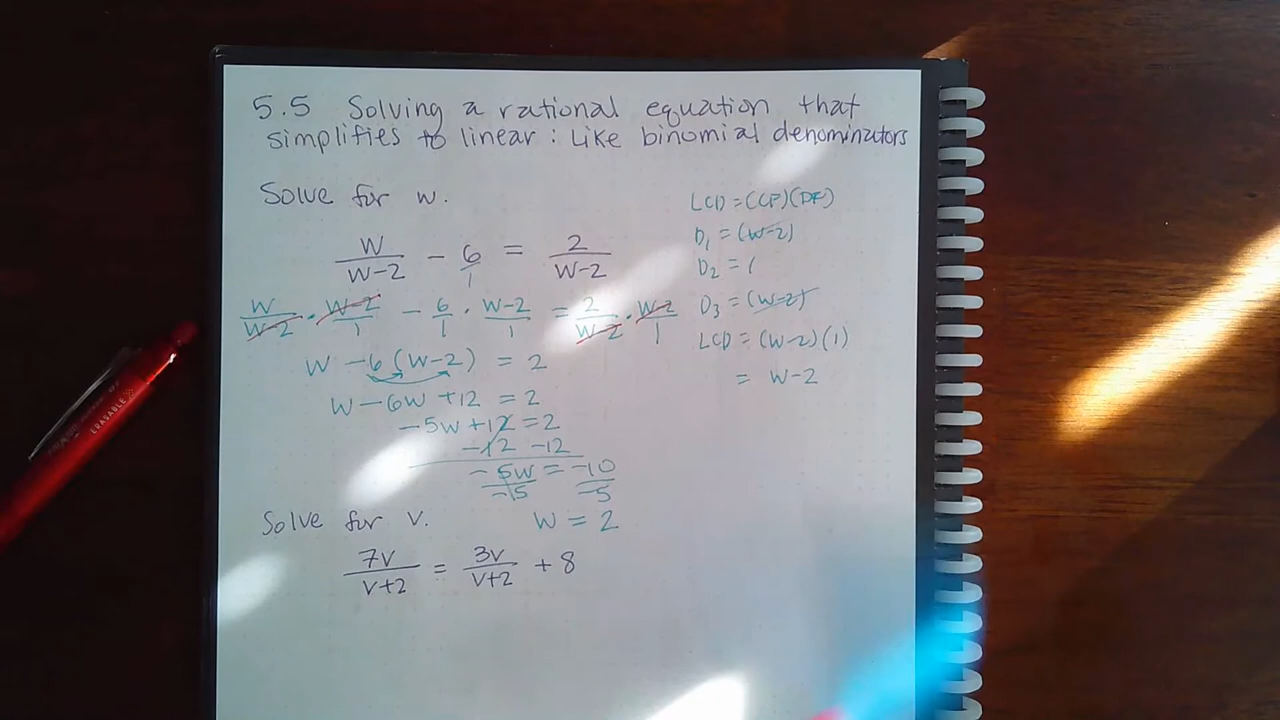 5.5 Solving a rational equation that
simplifies to linear: Like binomial denominators
Solve for w.
w/(w-2) - 6/1 = 2/(w-2)
w/(w-2) · (w-2)/1 - 6/1 · (w-2)/1 = 2/(w-2) · (w-2)/1
w - 6(w-2) = 2
w - 6w + 12 = 2
-5w + 12 = 2
-12 -12
-5w/-5 = -10/-5
w = 2
LCD = (CF)(DF)
D₁ = (w-2)
D₂ = 1
D₃ = (w-2)
LCD = (w-2)(1)
= w-2
Solve for v.
7v/(v+2) = 3v/(v+2) + 8
ERASABLE